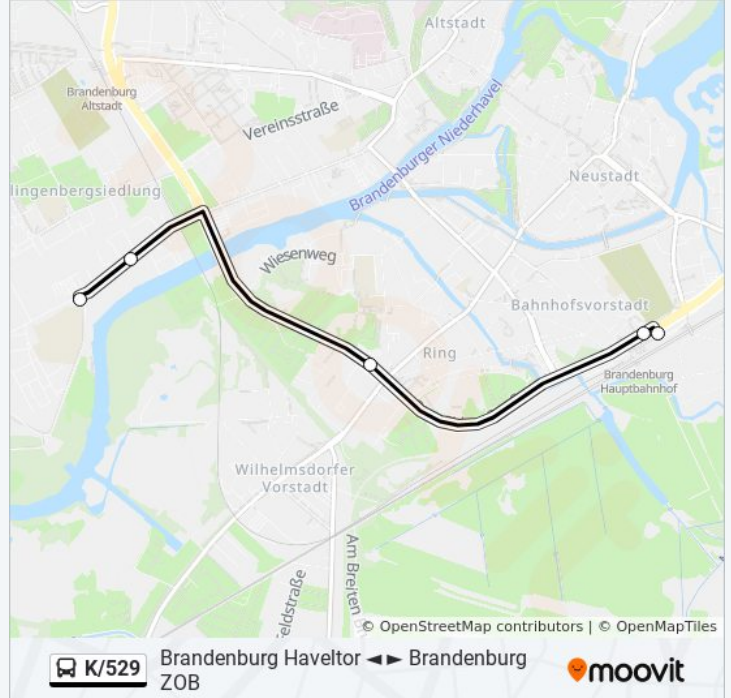 Altstadt
Brandenburg
Altstadt
Vereinsstraße
Brandenburger Niederhavel
lingenbergsiedlung
Neustadt
Wiesenweg
Bahnhofsvorstadt
Ring
Brandenburg
Hauptbahnhof
Wilhelmsdorfer
Vorstadt
Am Breiten B
feldstraße
© OpenStreetMap contributors | © OpenMapTiles
K/529
Brandenburg Haveltor ◄ ► Brandenburg
ZOB
moovit